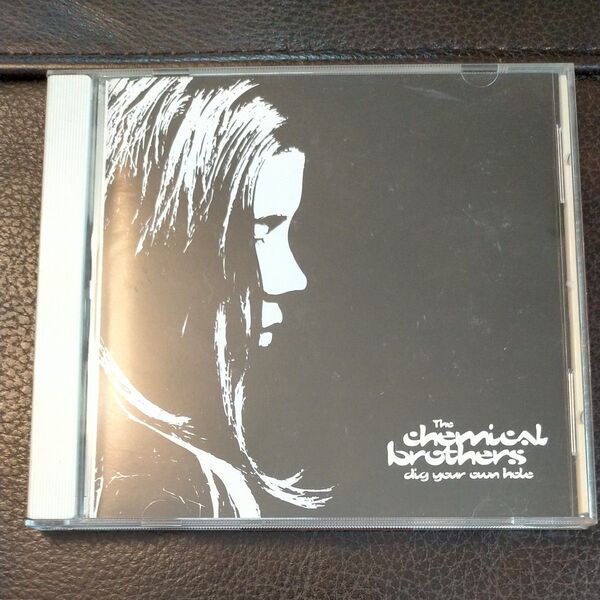 The
chemical
brothers
dig your own hole